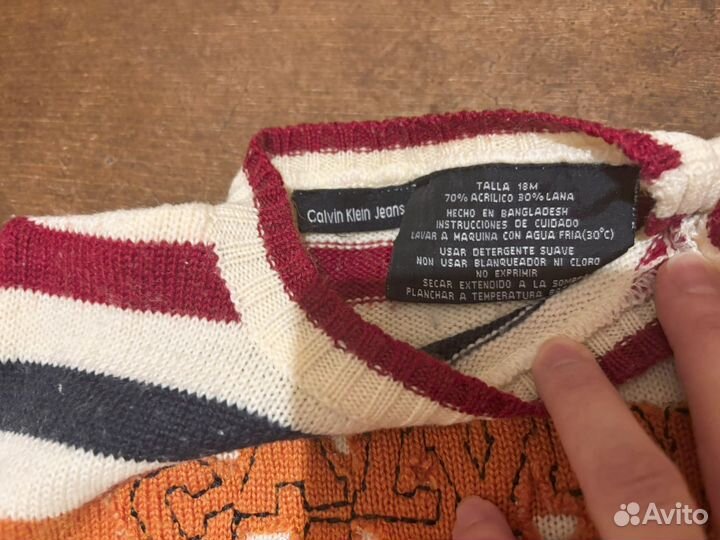 Calvin Klein Jeans
TALLA 18M
70% ACRILICO 30% LANA
HECHO EN BANGLADESH
INSTRUCCIONES DE CUIDADO
LAVAR A MAQUINA CON AGUA FRIA(30°C)
USAR DETERGENTE SUAVE
NON USAR BLANQUEADOR NI CLORO
NO EXPRIMIR
SECAR EXTENDIDO A LA
PLANCHAR A TEMPERATURA
Avito